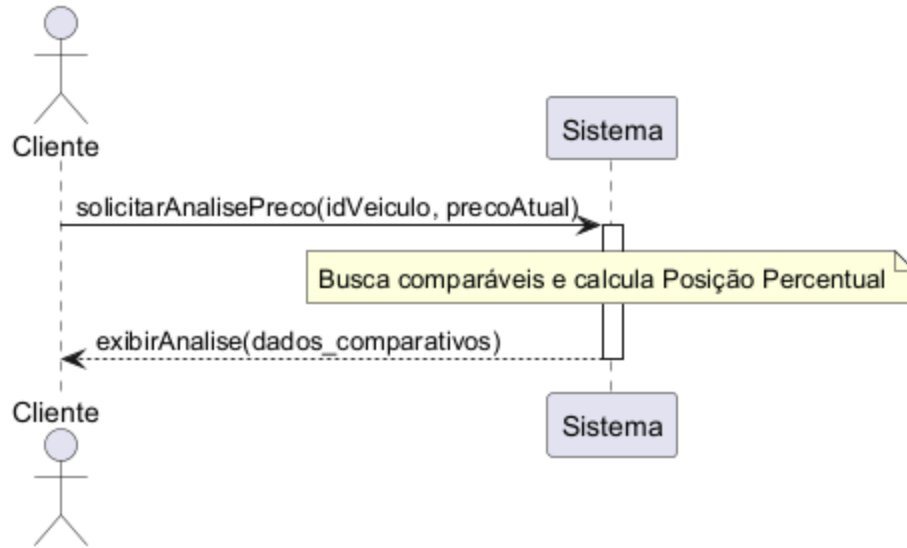 Cliente
Sistema
solicitarAnalisePreco(idVeiculo, precoAtual)
Busca comparáveis e calcula Posição Percentual
exibirAnalise(dados_comparativos)
Cliente
Sistema